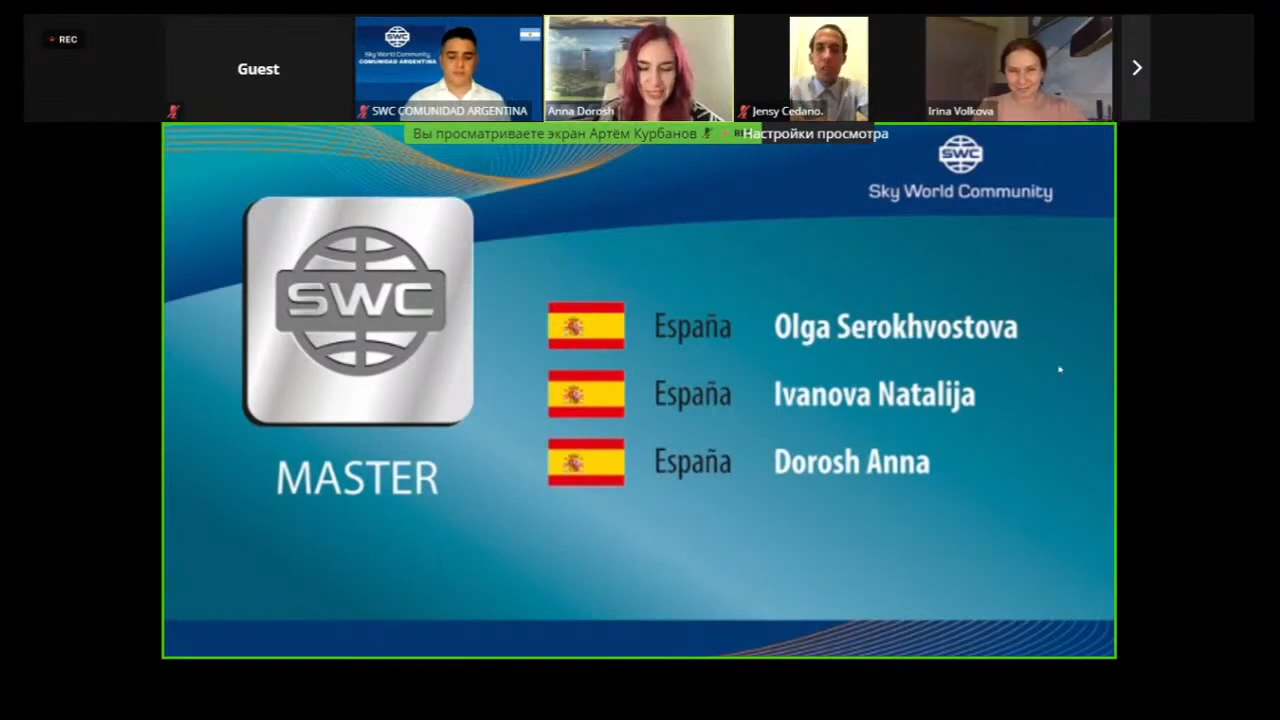 REC
Guest
SWC
Sky World Community
COMUNIDAD ARGENTINA
SWC COMUNIDAD ARGENTINA
Anna Dorosh
Jensy Cedano.
Irina Volkova
Вы просматриваете экран Артём Курбанов
Настройки просмотра
SWC
Sky World Community
SWC
MASTER
España Olga Serokhvostova
España Ivanova Natalija
España Dorosh Anna